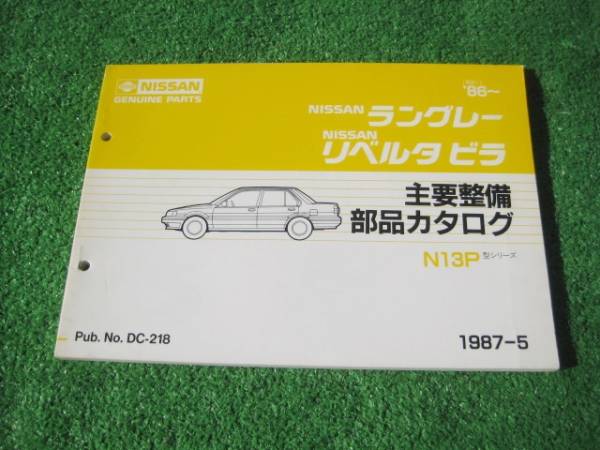 NISSAN
GENUINE PARTS
'86〜
NISSAN ラングレー
NISSAN
リベルタ ビラ
主要整備
部品カタログ
N13P 型シリーズ
Pub. No. DC-218
1987-5